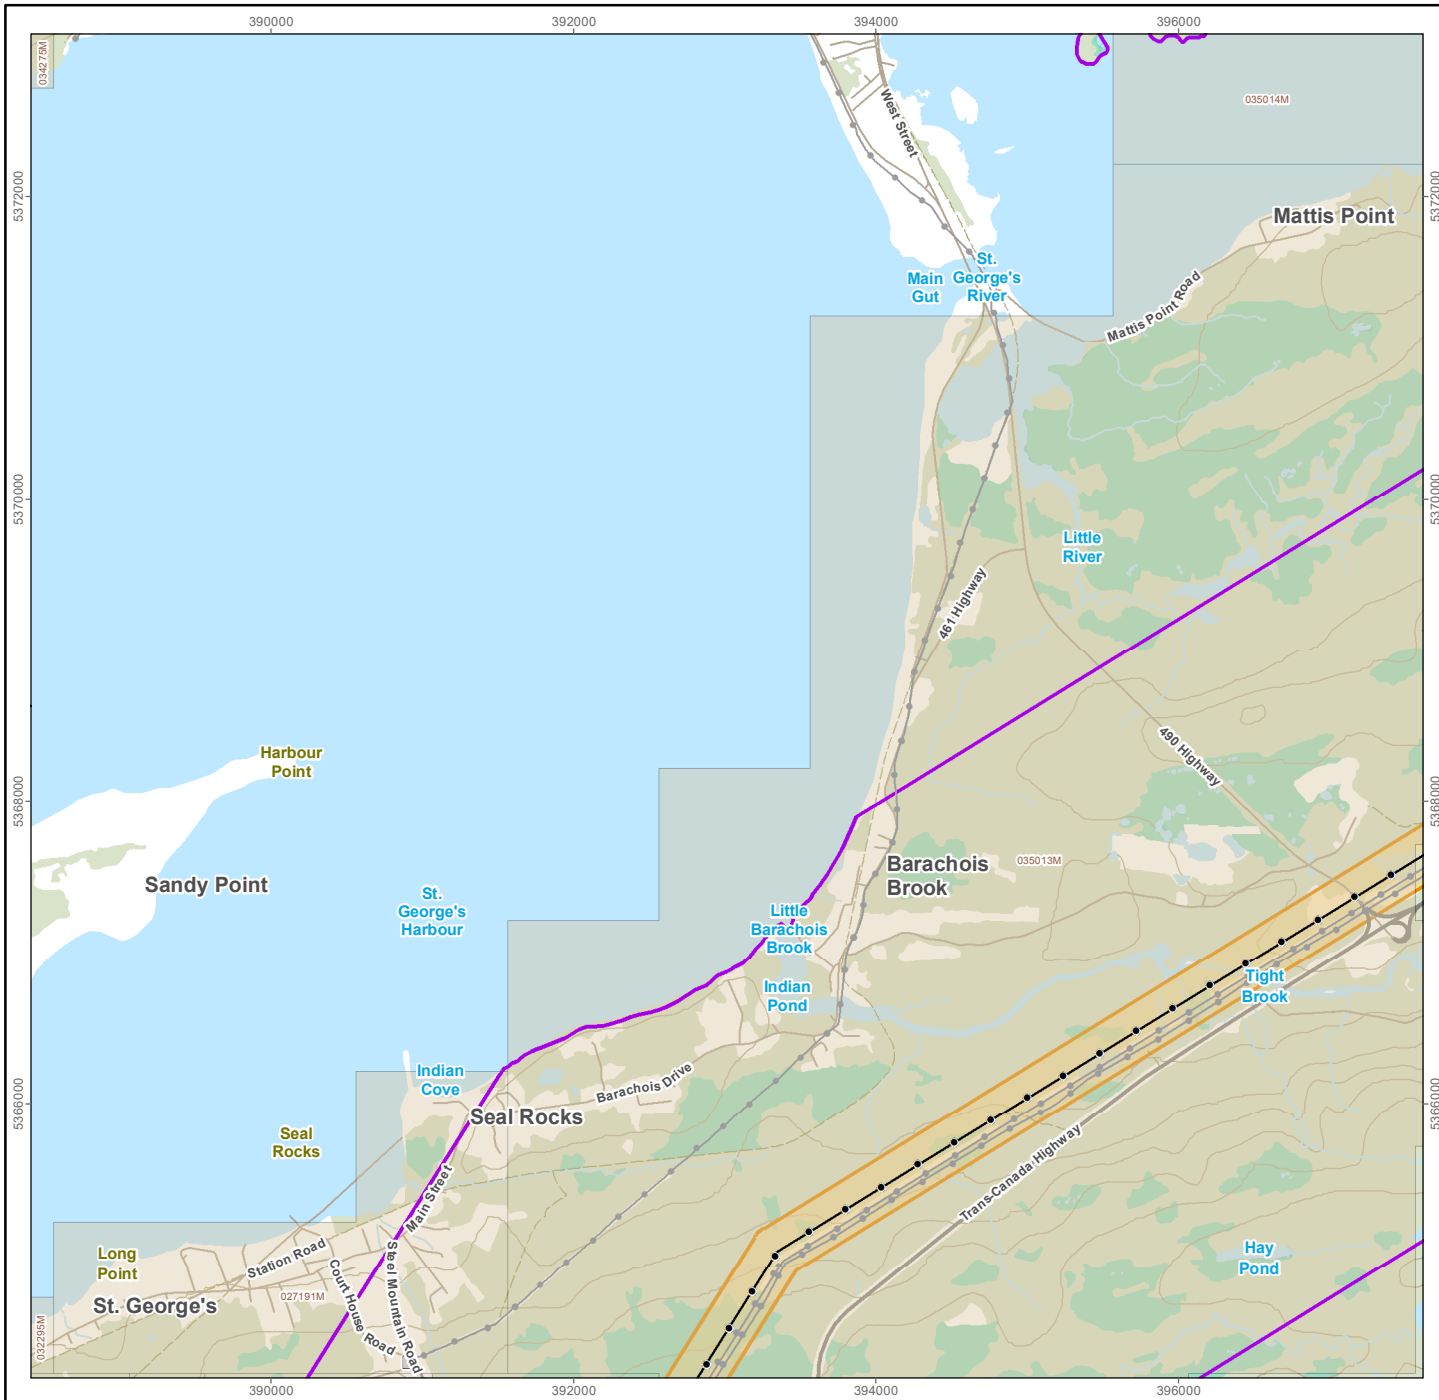 390000
392000
394000
396000
034275M
035014M
West Street
5372000
5372000
Mattis Point
St.
George's
River
Main
Gut
Mattis Point Road
5370000
5370000
Little
River
461 Highway
490 Highway
Harbour
Point
5368000
5368000
Sandy Point
Barachois
Brook
035013M
St.
George's
Harbour
Little
Barachois
Brook
Indian
Pond
Tight
Brook
Indian
Cove
Barachois Drive
Seal Rocks
5366000
5366000
Seal
Rocks
Trans-Canada Highway
Main Street
Long
Point
Station Road
Steel Mountain Road
Court House Road
Hay
Pond
027191M
St. George's
032295M
390000
392000
394000
396000